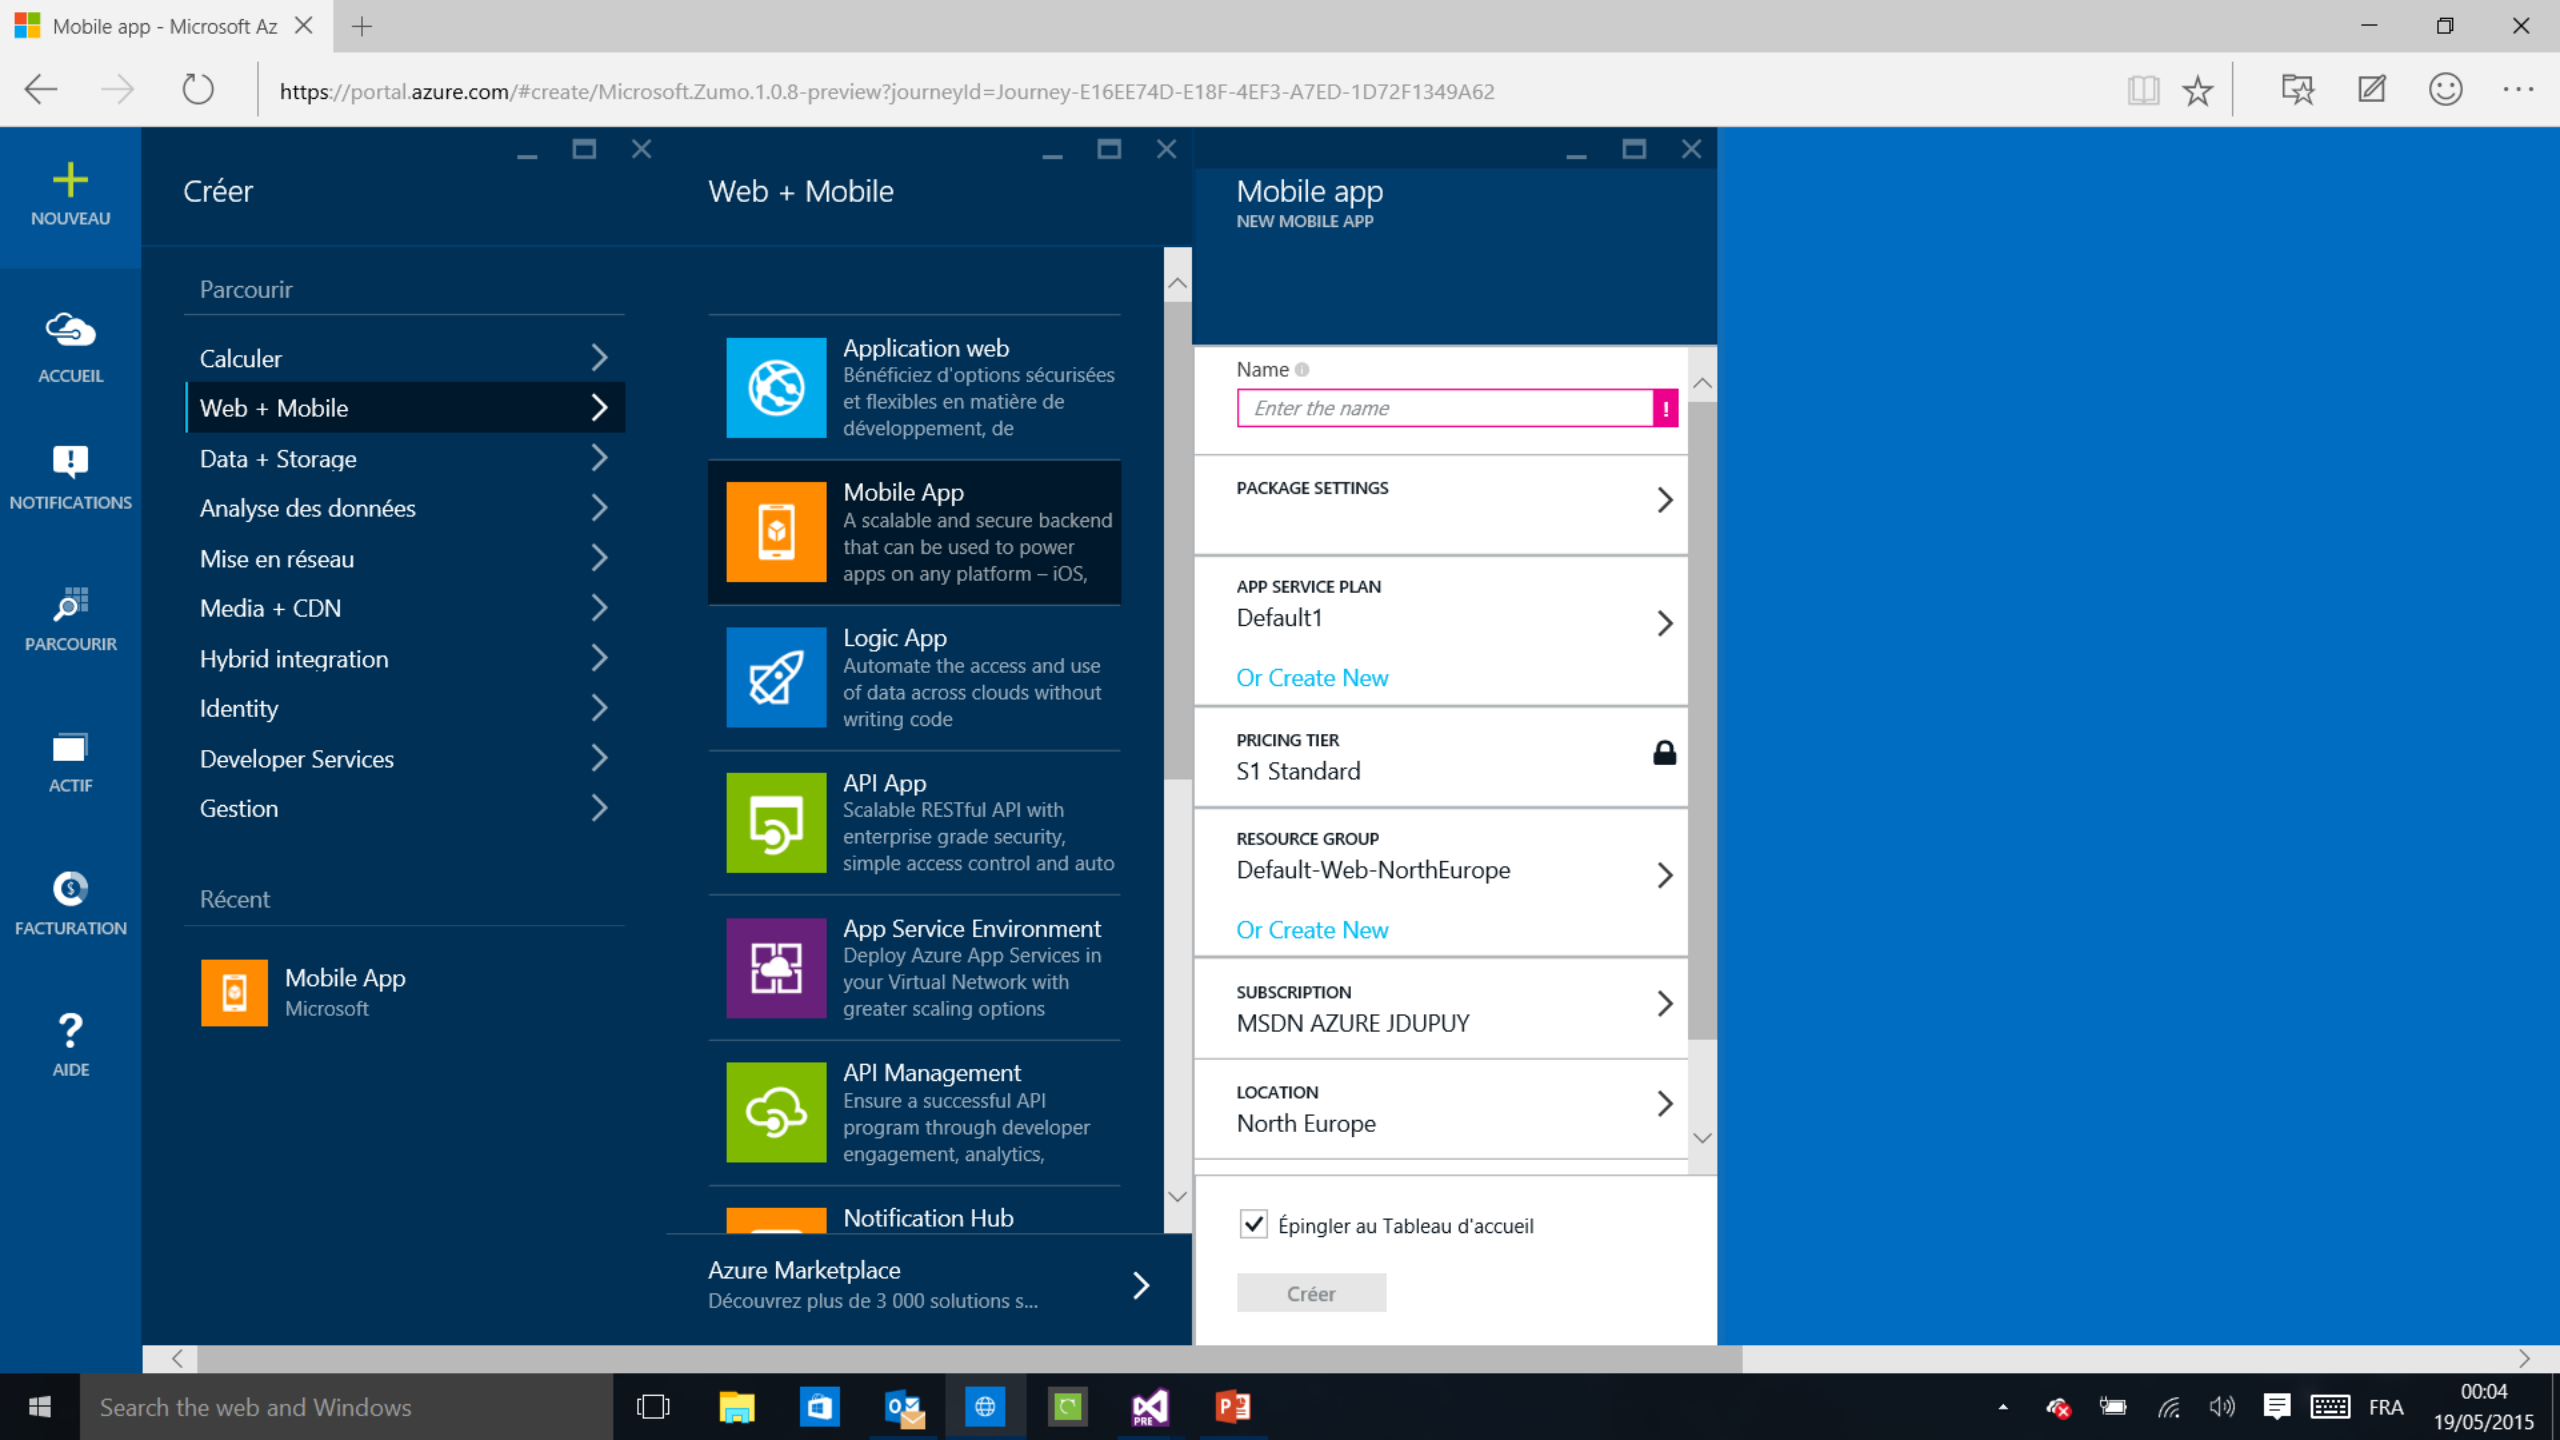 Mobile app - Microsoft Az
https://portal.azure.com/#create/Microsoft.Zumo.1.0.8-preview?journeyId=Journey-E16EE74D-E18F-4EF3-A7ED-1D72F1349A62
NOUVEAU
ACCUEIL
NOTIFICATIONS
PARCOURIR
ACTIF
FACTURATION
AIDE
Créer
Parcourir
Calculer
Web + Mobile
Data + Storage
Analyse des données
Mise en réseau
Media + CDN
Hybrid integration
Identity
Developer Services
Gestion
Récent
Mobile App
Microsoft
Web + Mobile
Application web
Bénéficiez d'options sécurisées
et flexibles en matière de
développement, de
Mobile App
A scalable and secure backend
that can be used to power
apps on any platform – iOS,
Logic App
Automate the access and use
of data across clouds without
writing code
API App
Scalable RESTful API with
enterprise grade security,
simple access control and auto
App Service Environment
Deploy Azure App Services in
your Virtual Network with
greater scaling options
API Management
Ensure a successful API
program through developer
engagement, analytics,
Notification Hub
Azure Marketplace
Découvrez plus de 3 000 solutions s...
Mobile app
NEW MOBILE APP
Name
Enter the name
!
PACKAGE SETTINGS
APP SERVICE PLAN
Default1
Or Create New
PRICING TIER
S1 Standard
RESOURCE GROUP
Default-Web-NorthEurope
Or Create New
SUBSCRIPTION
MSDN AZURE JDUPUY
LOCATION
North Europe
Épingler au Tableau d'accueil
Créer
Search the web and Windows
PRE
FRA
00:04
19/05/2015